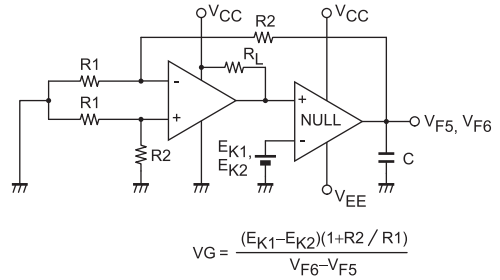 VCC
R2
VCC
RL
R1
-
R1
+
R2
+
NULL
-
VF5, VF6
EK1,
EK2
C
VEE
VG = (EK1–EK2)(1+R2 / R1)
VF6–VF5